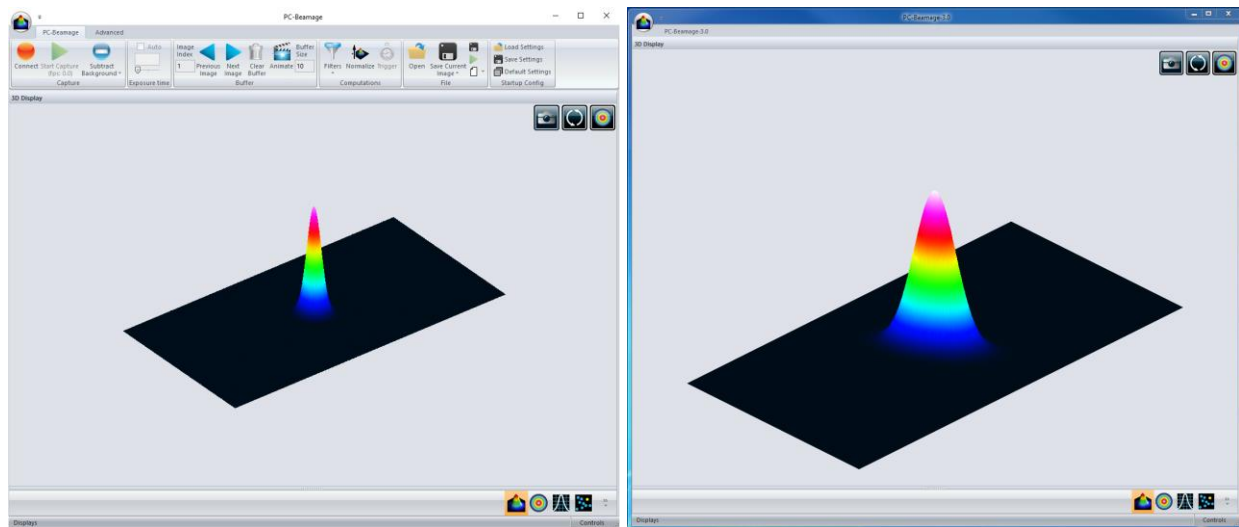 PC-Beamage
PC-Beamage Advanced
Connect Start Capture (fps: 0.0) Subtract Background
Capture
Auto
Exposure time
Image Index
1
Previous Image
Next Image
Clear Buffer
Animate
Buffer Size
10
Buffer
Filters Normalize Trigger
Computations
Open Save Current Image
File
Load Settings
Save Settings
Default Settings
Startup Config
3D Display
Displays Controls
PC-Beamage-3.0
PC-Beamage-3.0
3D Display
Displays Controls